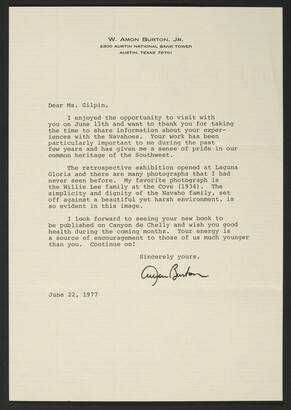 W. AMON BURTON, JR.
2300 AUSTIN NATIONAL BANK TOWER
AUSTIN, TEXAS 78701
Dear Ms. Gilpin,
I enjoyed the opportunity to visit with
you on June 11th and want to thank you for taking
the time to share information about your exper-
iences with the Navahoes. Your work has been
particularly important to me during the past
few years and has given me a sense of pride in our
common heritage of the Southwest.
The retrospective exhibition opened at Laguna
Gloria and there are many photographs that I had
never seen before. My favorite photograph is
the Willie Lee family at the Cove (1934). The
simplicity and dignity of the Navaho family, set
off against a beautiful yet harsh environment, is
so evident in this image.
I look forward to seeing your new book to
be published on Canyon de Chelly and wish you good
health during the coming months. Your energy is
a source of encouragement to those of us much younger
than you. Continue on!
Sincerely yours,
Amon Burton
June 22, 1977